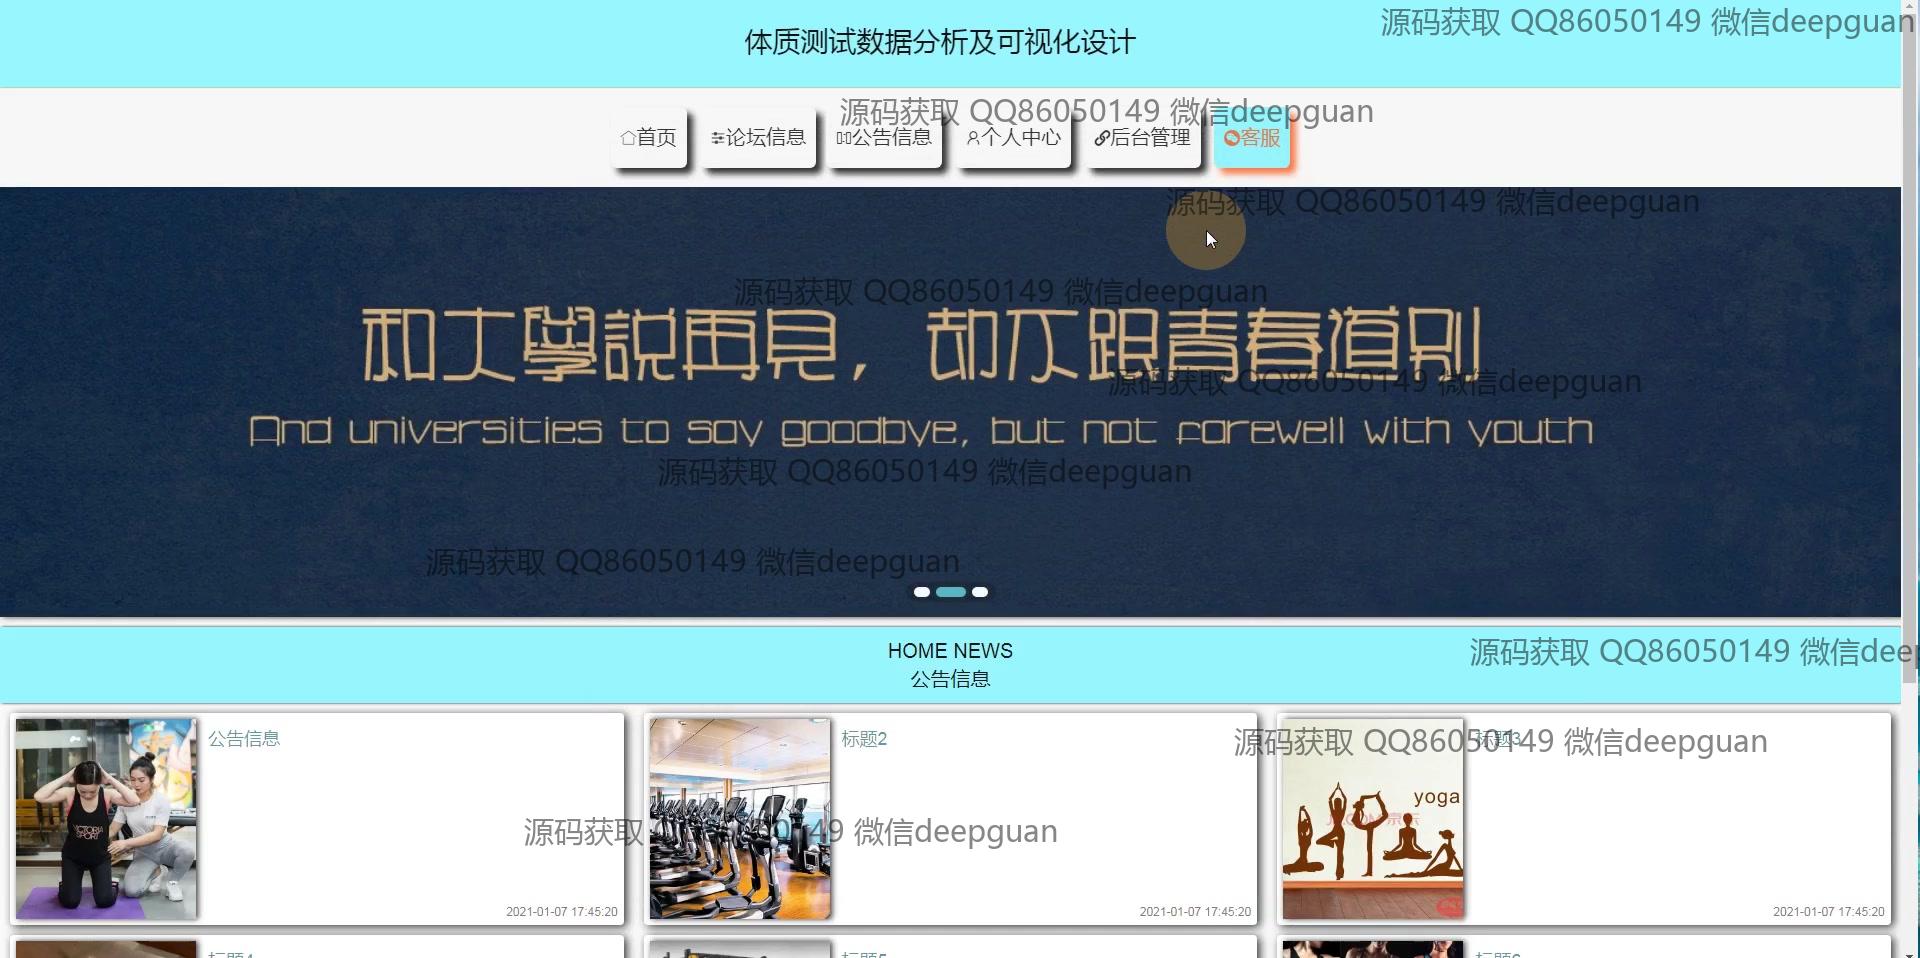 体质测试数据分析及可视化设计
源码获取 QQ86050149 微信deepguan
源码获取 QQ86050149 微信deepguan
首页
论坛信息
公告信息
个人中心
后台管理
客服
源码获取 QQ86050149 微信deepguan
源码获取 QQ86050149 微信deepguan
和大學説再見，却不跟青春道别
源码获取 QQ86050149 微信deepguan
And universities to say goodbye, but not farewell with youth
源码获取 QQ86050149 微信deepguan
源码获取 QQ86050149 微信deepguan
HOME NEWS
源码获取 QQ86050149 微信deep
公告信息
公告信息
标题2
标题3
源码获取 QQ86050149 微信deepguan
yoga
源码获取 QQ86050149 微信deepguan
2021-01-07 17:45:20
2021-01-07 17:45:20
2021-01-07 17:45:20
标题4
标题5
标题6